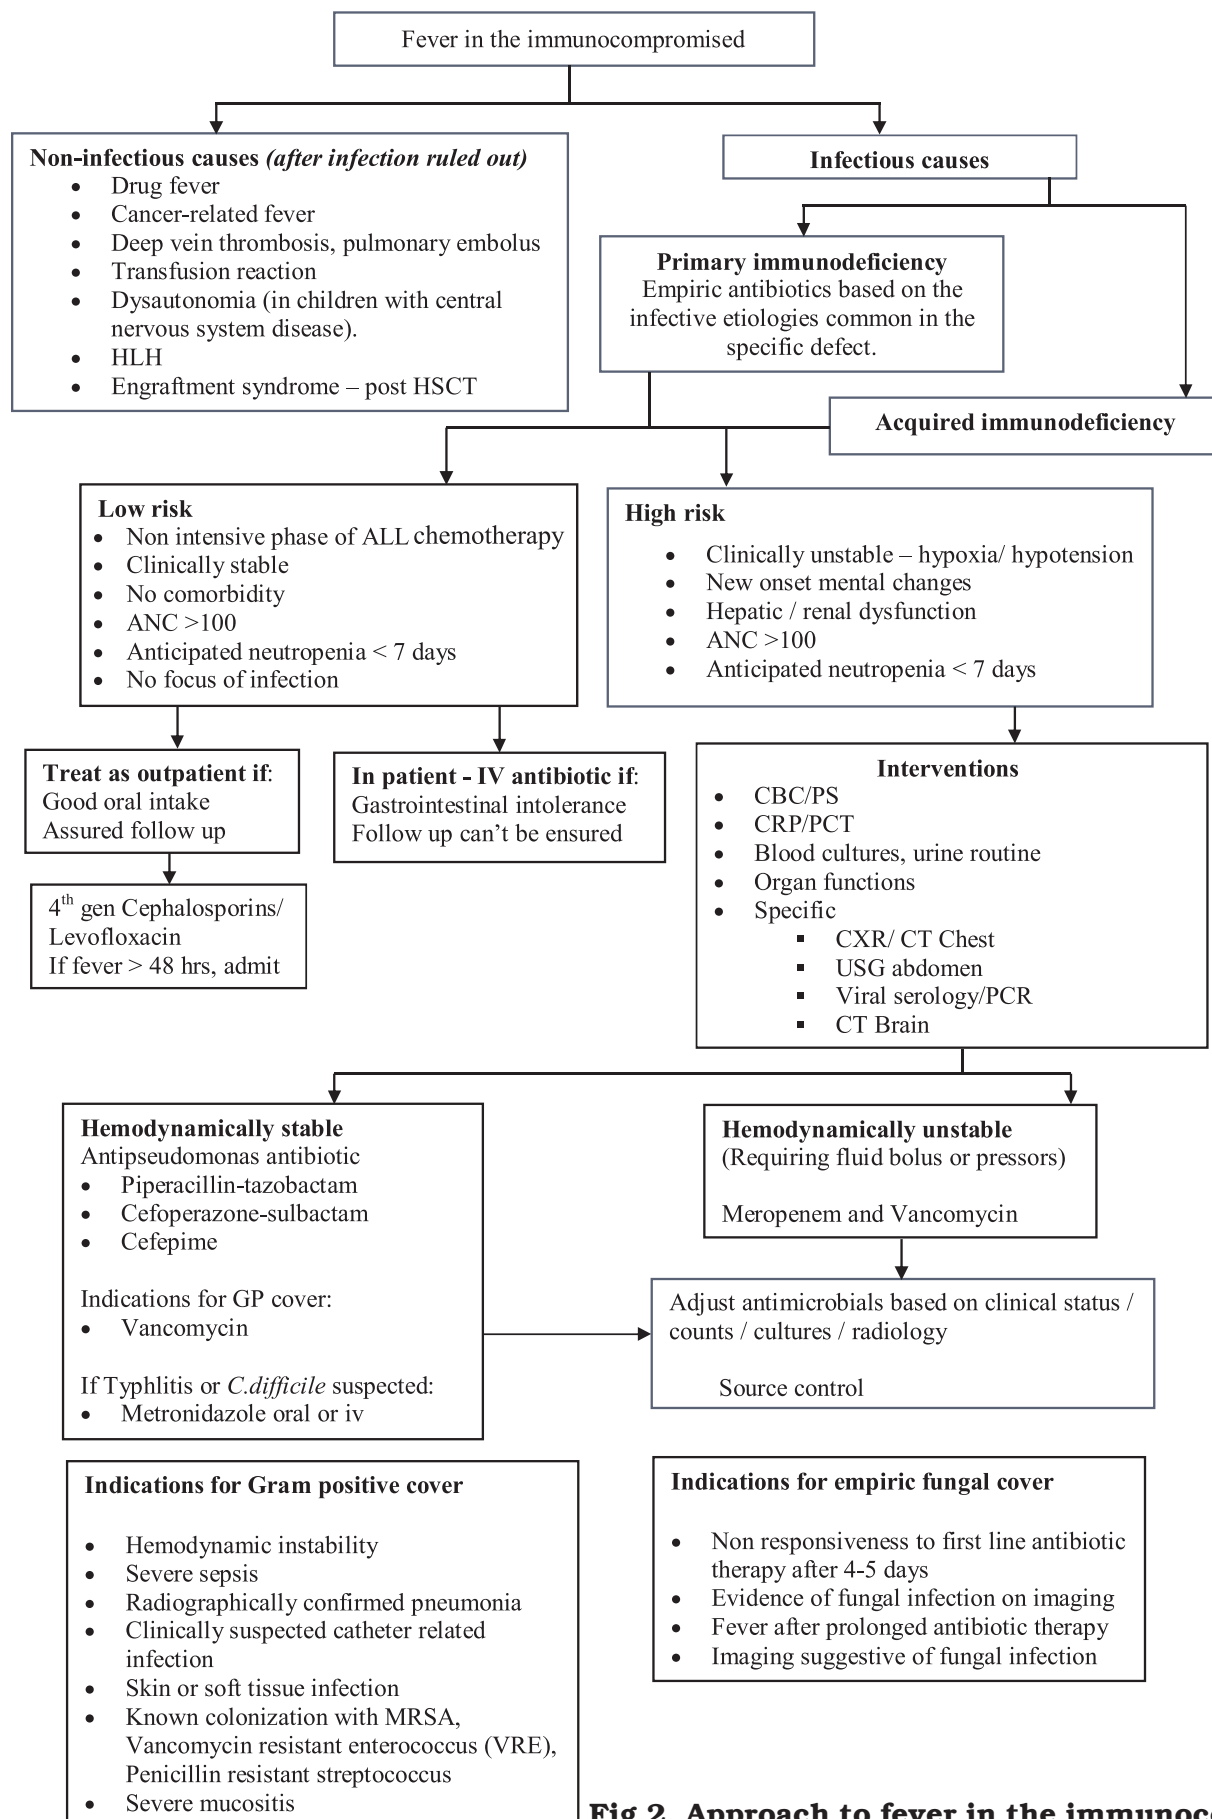 Fever in the immunocompromised
Non-infectious causes (after infection ruled out)
• Drug fever
• Cancer-related fever
• Deep vein thrombosis, pulmonary embolus
• Transfusion reaction
• Dysautonomia (in children with central
nervous system disease).
• HLH
• Engraftment syndrome – post HSCT
Infectious causes
Primary immunodeficiency
Empiric antibiotics based on the
infective etiologies common in the
specific defect.
Acquired immunodeficiency
Low risk
• Non intensive phase of ALL chemotherapy
• Clinically stable
• No comorbidity
• ANC >100
• Anticipated neutropenia < 7 days
• No focus of infection
High risk
• Clinically unstable – hypoxia/ hypotension
• New onset mental changes
• Hepatic / renal dysfunction
• ANC >100
• Anticipated neutropenia < 7 days
Treat as outpatient if:
Good oral intake
Assured follow up
In patient - IV antibiotic if:
Gastrointestinal intolerance
Follow up can't be ensured
4th gen Cephalosporins/
Levofloxacin
If fever > 48 hrs, admit
Interventions
• CBC/PS
• CRP/PCT
• Blood cultures, urine routine
• Organ functions
• Specific
▪ CXR/ CT Chest
▪ USG abdomen
▪ Viral serology/PCR
▪ CT Brain
Hemodynamically stable
Antipseudomonas antibiotic
• Piperacillin-tazobactam
• Cefoperazone-sulbactam
• Cefepime
Indications for GP cover:
• Vancomycin
If Typhlitis or C.difficile suspected:
• Metronidazole oral or iv
Hemodynamically unstable
(Requiring fluid bolus or pressors)
Meropenem and Vancomycin
Adjust antimicrobials based on clinical status /
counts / cultures / radiology
Source control
Indications for Gram positive cover
• Hemodynamic instability
• Severe sepsis
• Radiographically confirmed pneumonia
• Clinically suspected catheter related
infection
• Skin or soft tissue infection
• Known colonization with MRSA,
Vancomycin resistant enterococcus (VRE),
Penicillin resistant streptococcus
• Severe mucositis
Indications for empiric fungal cover
• Non responsiveness to first line antibiotic
therapy after 4-5 days
• Evidence of fungal infection on imaging
• Fever after prolonged antibiotic therapy
• Imaging suggestive of fungal infection
Fig 2. Approach to fever in the